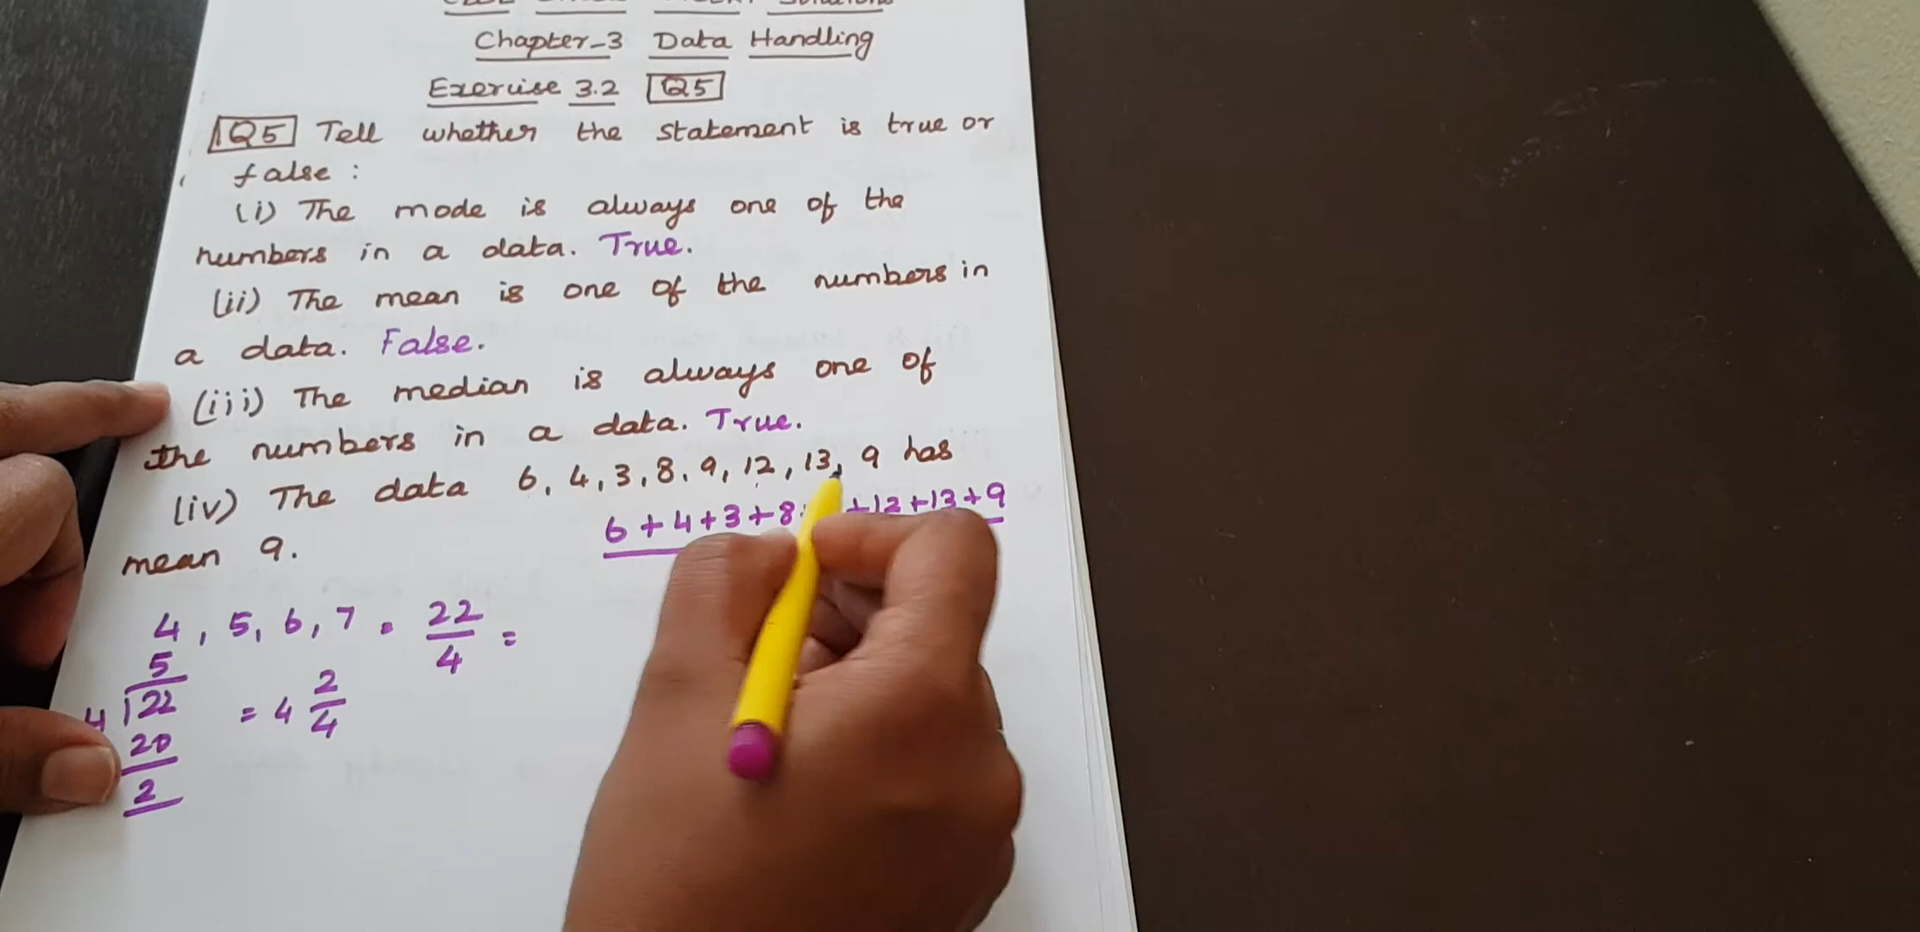 Chapter-3 Data Handling
Exercise 3.2 Q5
Q5 Tell whether the statement is true or
false :
(i) The mode is always one of the
numbers in a data. True.
(ii) The mean is one of the numbers in
a data. False.
(iii) The median is always one of
the numbers in a data. True.
(iv) The data 6, 4, 3, 8, 9, 12, 13, 9 has
6+4+3+8 +12+13+9
mean 9.
4, 5, 6, 7 = 22/4 =
5
4 22 = 4 2/4
20
2